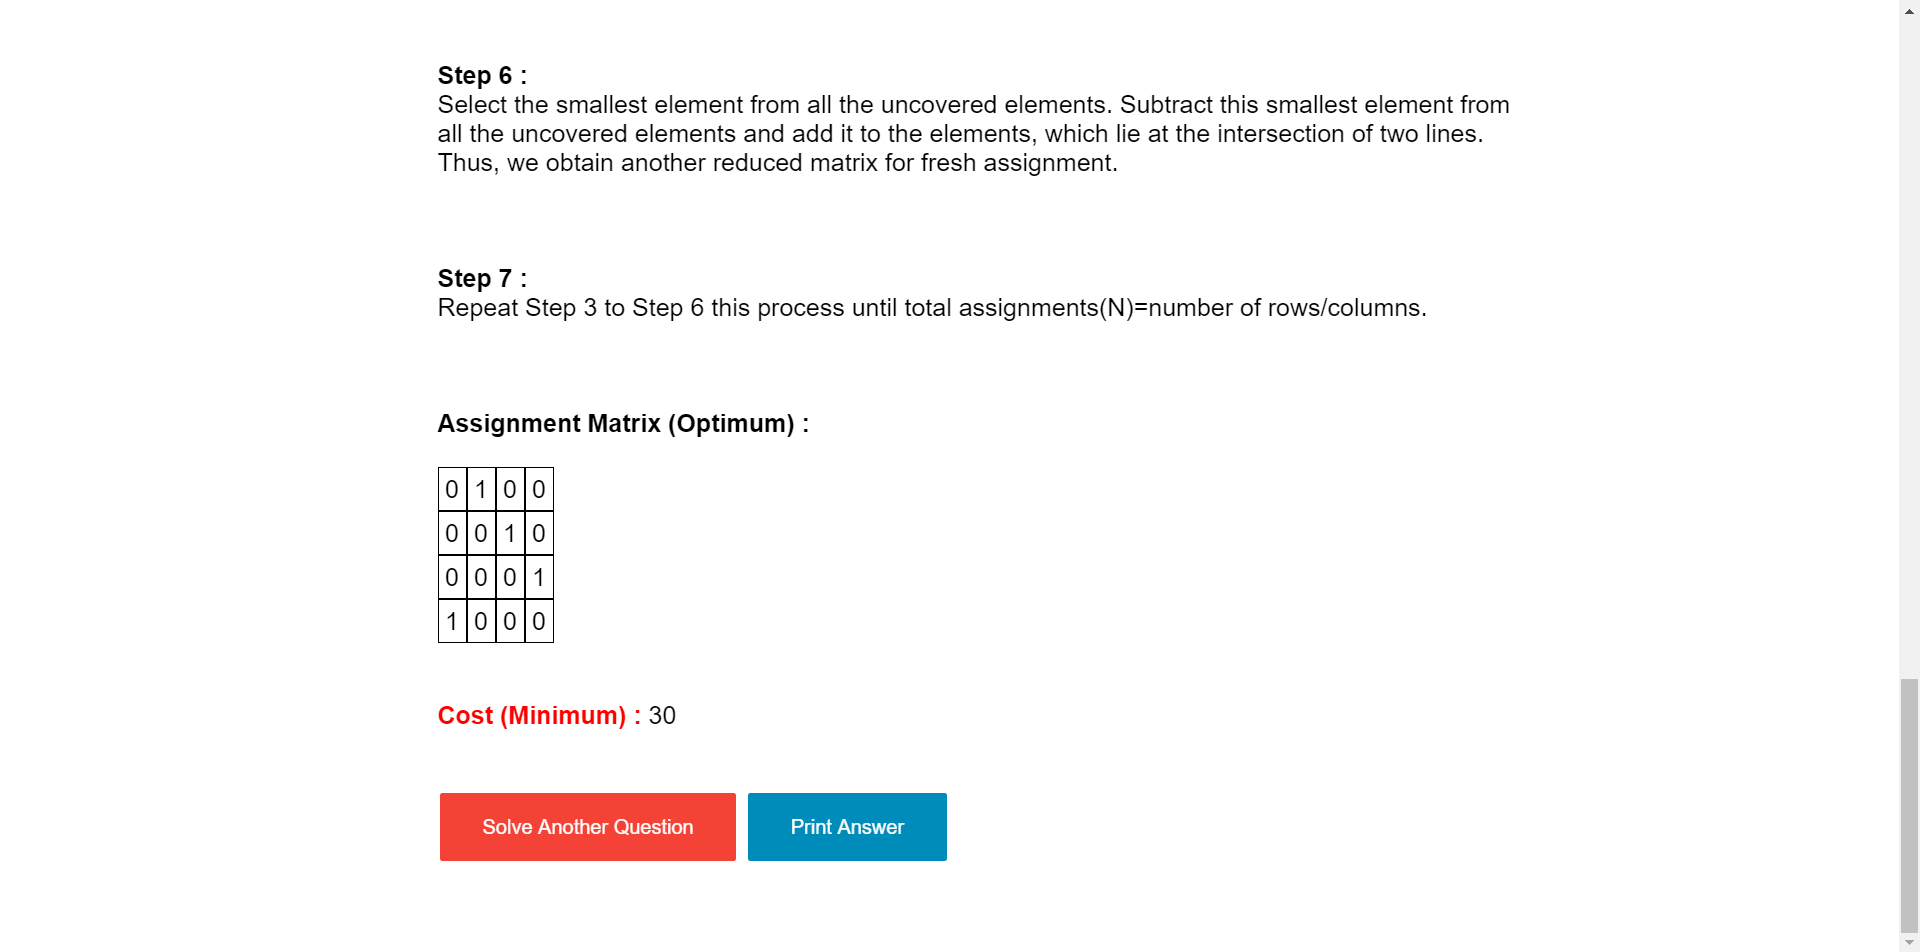 Step 6 :
Select the smallest element from all the uncovered elements. Subtract this smallest element from
all the uncovered elements and add it to the elements, which lie at the intersection of two lines.
Thus, we obtain another reduced matrix for fresh assignment.
Step 7 :
Repeat Step 3 to Step 6 this process until total assignments(N)=number of rows/columns.
Assignment Matrix (Optimum) :
0 1 0 0
0 0 1 0
0 0 0 1
1 0 0 0
Cost (Minimum) : 30
Solve Another Question Print Answer